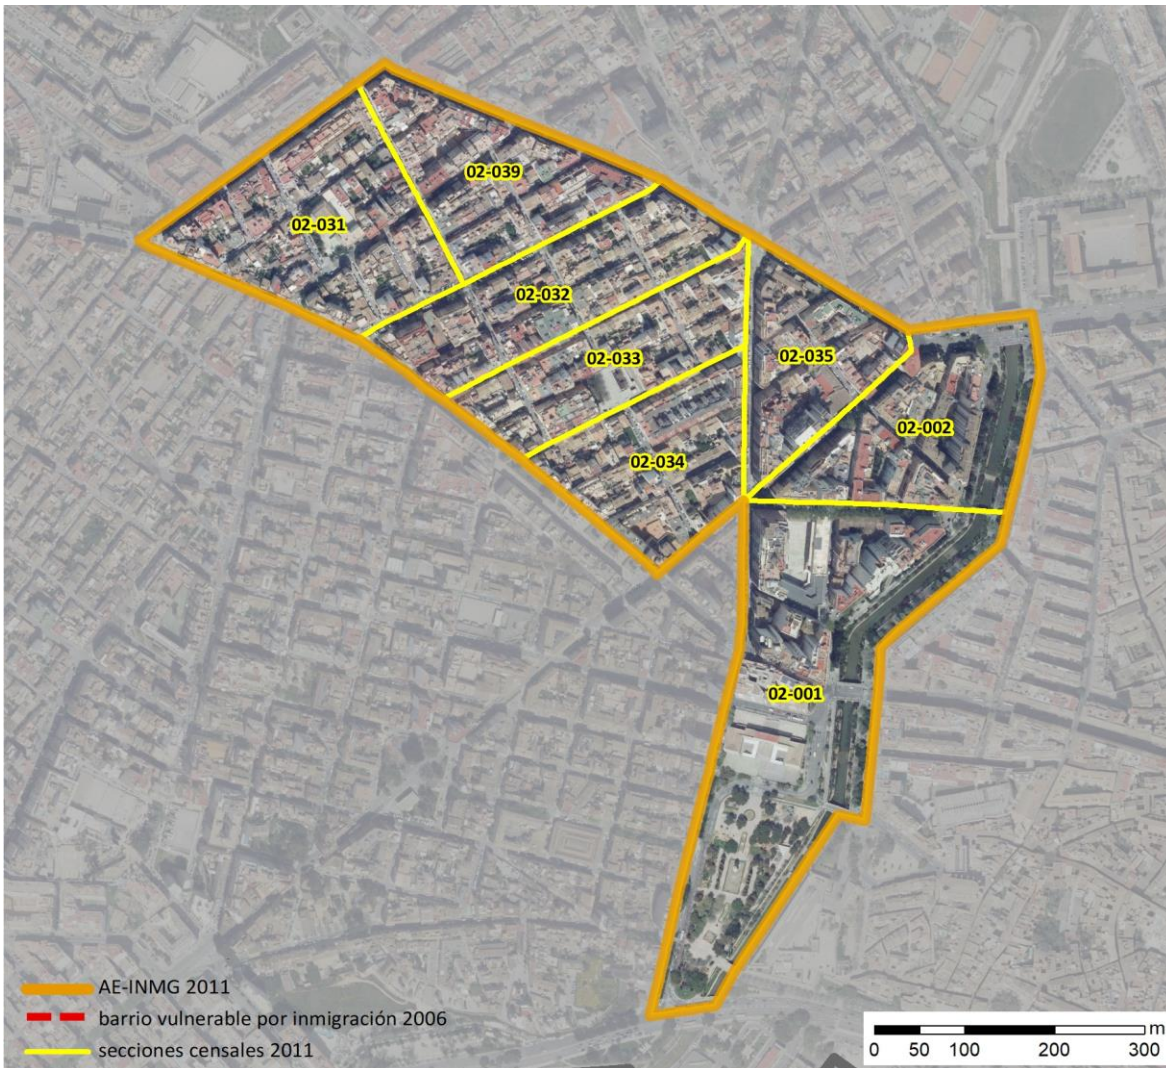 02-039
02-031
02-032
02-033
02-035
02-002
02-034
02-001
AE-INMG 2011
barrio vulnerable por inmigración 2006
secciones censales 2011
m
0 50 100 200 300